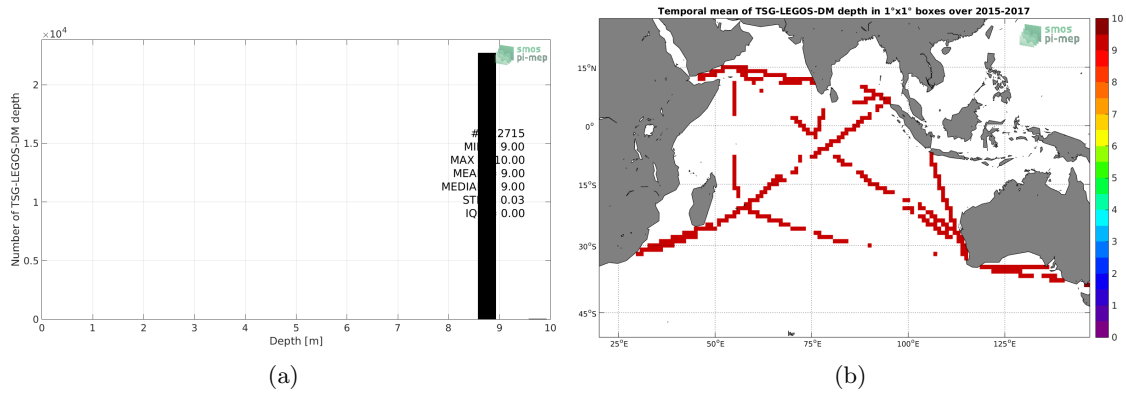 ×10⁴
2
1.5
1
0.5
0
0 1 2 3 4 5 6 7 8 9 10
Number of TSG-LEGOS-DM depth
Depth [m]
smos
pi-mep
2715
9.00
MAX 10.00
9.00
MEDIA 9.00
0.03
0.00
(a)
Temporal mean of TSG-LEGOS-DM depth in 1°x1° boxes over 2015-2017
smos
pi-mep
15°N
0°
15°S
30°S
45°S
25°E 50°E 75°E 100°E 125°E
10
9
8
7
6
5
4
3
2
1
0
(b)